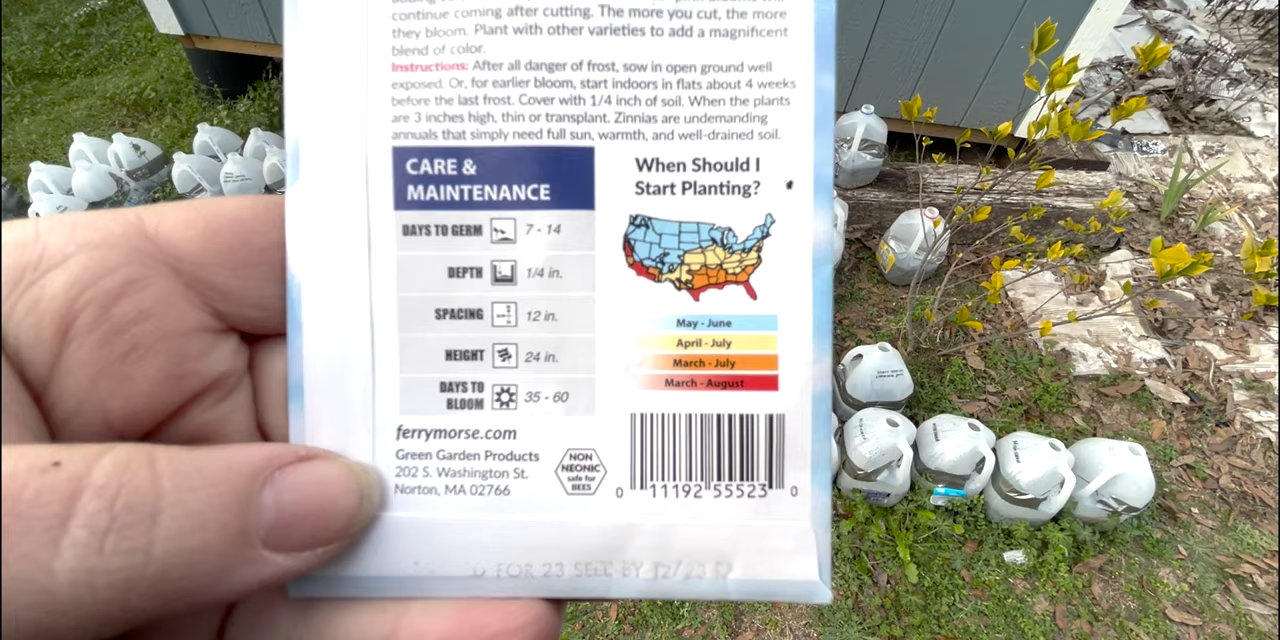 continue coming after cutting. The more you cut, the more
they bloom. Plant with other varieties to add a magnificent
blend of color.
Instructions: After all danger of frost, sow in open ground well
exposed. Or, for earlier bloom, start indoors in flats about 4 weeks
before the last frost. Cover with 1/4 inch of soil. When the plants
are 3 inches high, thin or transplant. Zinnias are undemanding
annuals that simply need full sun, warmth, and well-drained soil.
CARE &
MAINTENANCE
DAYS TO GERM 7 - 14
DEPTH 1/4 in.
SPACING 12 in.
HEIGHT 24 in.
DAYS TO
BLOOM 35 - 60
When Should I
Start Planting?
May - June
April - July
March - July
March - August
ferrymorse.com
Green Garden Products
202 S. Washington St.
Norton, MA 02766
NON
NEONIC
safe for
BEES
0 11192 55523 0
FOR 23 SELL BY 12/23